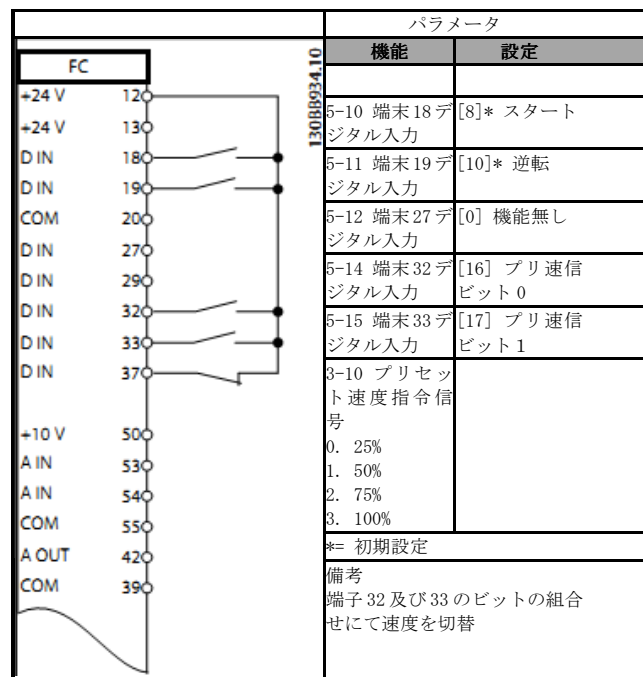 パラメータ
機能 設定
FC
130BB934.10
+24 V 12
+24 V 13
D IN 18
D IN 19
COM 20
D IN 27
D IN 29
D IN 32
D IN 33
D IN 37
+10 V 50
A IN 53
A IN 54
COM 55
A OUT 42
COM 39
5-10 端末18デ
ジタル入力
[8]* スタート
5-11 端末19デ
ジタル入力
[10]* 逆転
5-12 端末27デ
ジタル入力
[0] 機能無し
5-14 端末32デ
ジタル入力
[16] プリ速信
ビット0
5-15 端末33デ
ジタル入力
[17] プリ速信
ビット1
3-10 プリセッ
ト速度指令信
号
0. 25%
1. 50%
2. 75%
3. 100%
*= 初期設定
備考
端子32及び33のビットの組合
せにて速度を切替